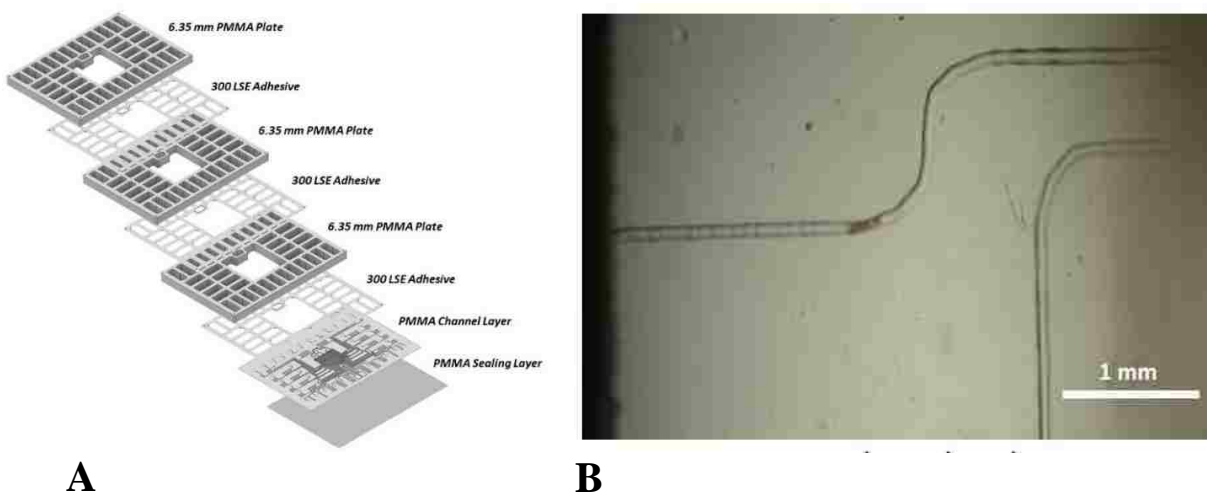 6.35 mm PMMA Plate
300 LSE Adhesive
6.35 mm PMMA Plate
300 LSE Adhesive
6.35 mm PMMA Plate
300 LSE Adhesive
PMMA Channel Layer
PMMA Sealing Layer
1 mm
A
B